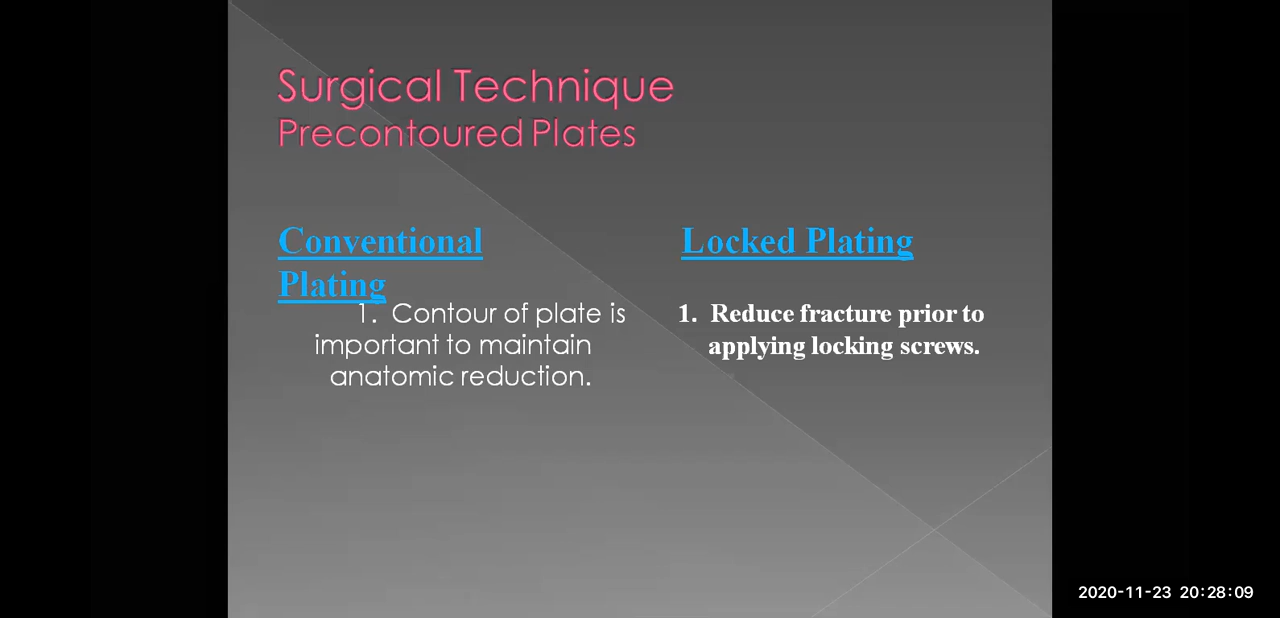 Surgical Technique
Precontoured Plates
Conventional
Plating
1. Contour of plate is
important to maintain
anatomic reduction.
Locked Plating
1. Reduce fracture prior to
applying locking screws.
2020-11-23 20:28:09